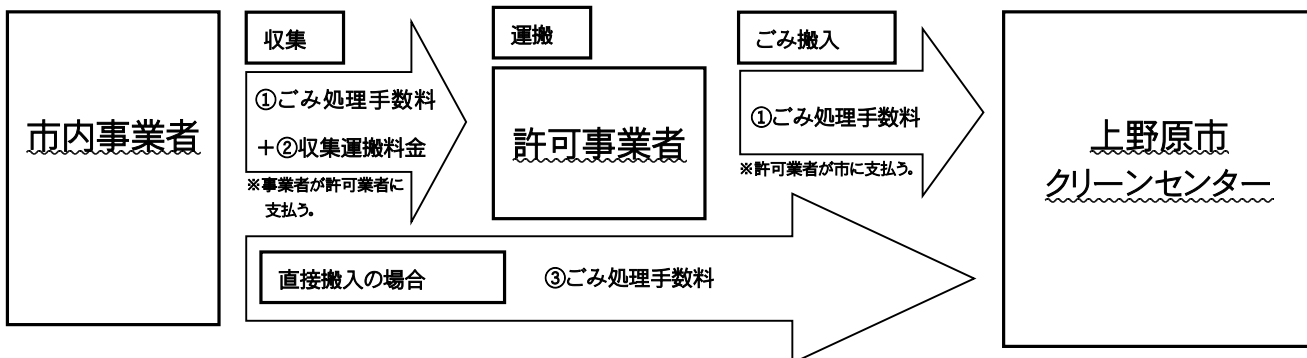 市内事業者
収集
①ごみ処理手数料
+②収集運搬料金
※事業者が許可業者に
支払う。
運搬
許可事業者
ごみ搬入
①ごみ処理手数料
※許可業者が市に支払う。
直接搬入の場合
③ごみ処理手数料
上野原市
クリーンセンター